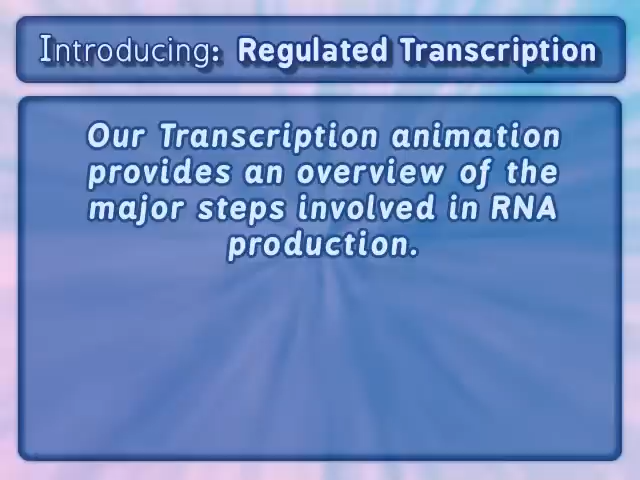 Introducing: Regulated Transcription
Our Transcription animation
provides an overview of the
major steps involved in RNA
production.